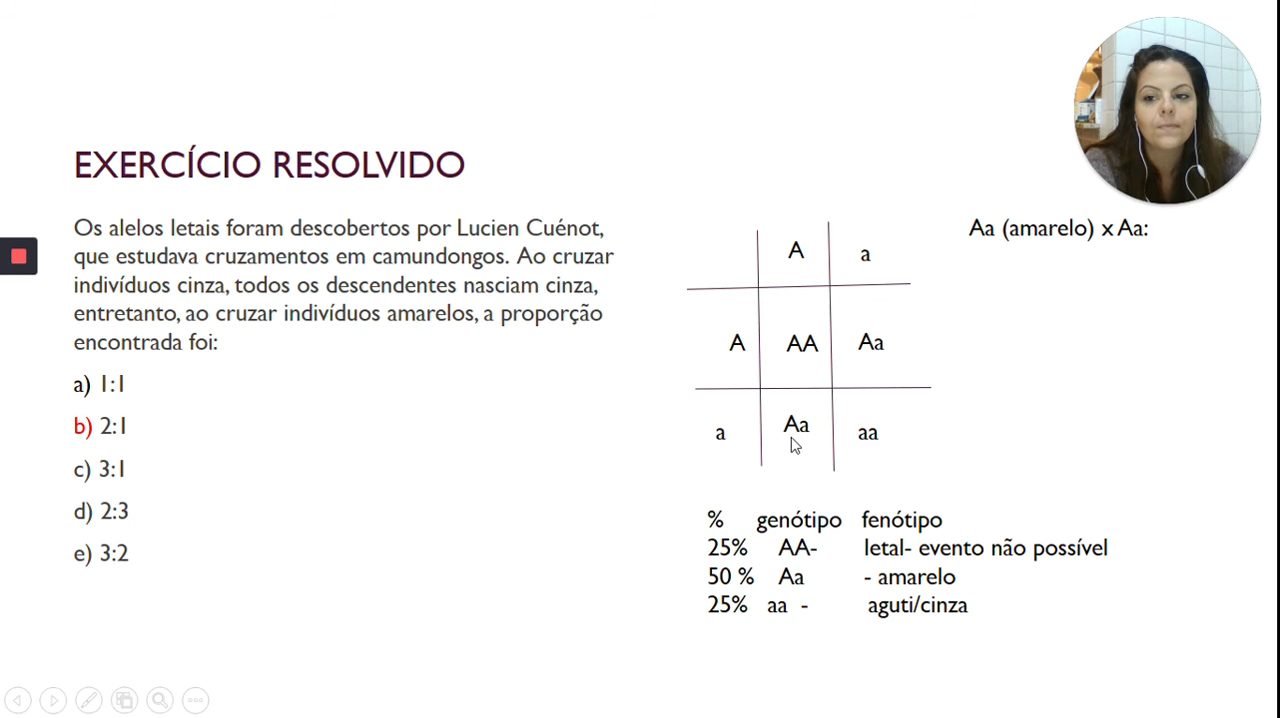 EXERCÍCIO RESOLVIDO
Os alelos letais foram descobertos por Lucien Cuénot,
que estudava cruzamentos em camundongos. Ao cruzar
indivíduos cinza, todos os descendentes nasciam cinza,
entretanto, ao cruzar indivíduos amarelos, a proporção
encontrada foi:
a) 1:1
b) 2:1
c) 3:1
d) 2:3
e) 3:2
Aa (amarelo) x Aa:
A a
A AA Aa
a Aa aa
% genótipo fenótipo
25% AA- letal- evento não possível
50 % Aa - amarelo
25% aa - aguti/cinza